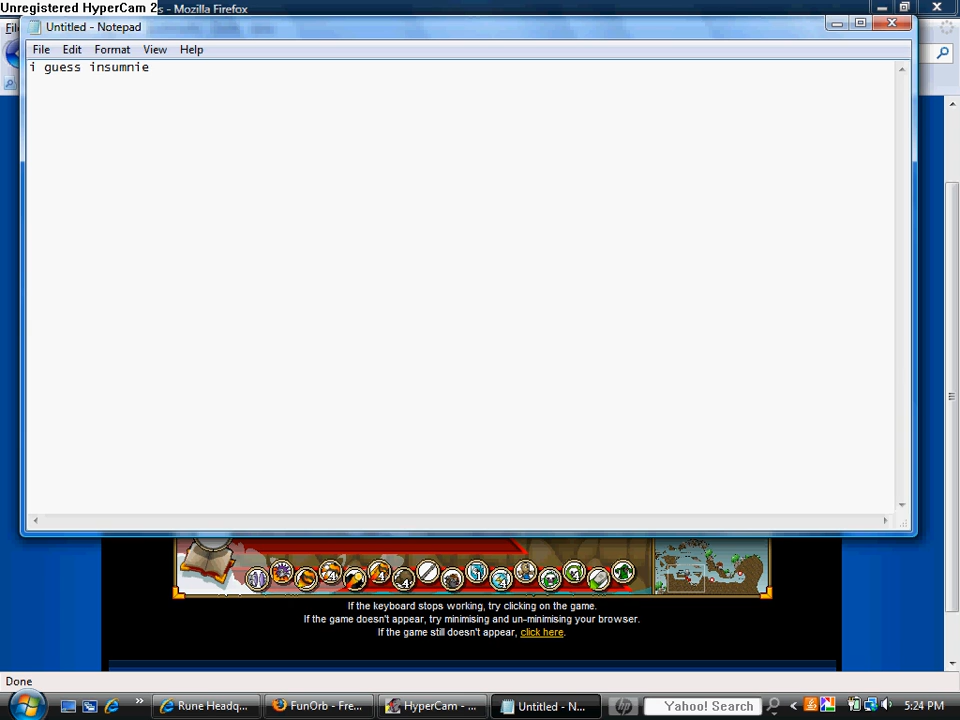 Unregistered HyperCam 2
s - Mozilla Firefox
Untitled - Notepad
File Edit Format View Help
i guess insumnie
If the keyboard stops working, try clicking on the game.
If the game doesn't appear, try minimising and un-minimising your browser.
If the game still doesn't appear, click here.
Done
Rune Headq... FunOrb - Fre... HyperCam - ... Untitled - N... hp Yahoo! Search 5:24 PM